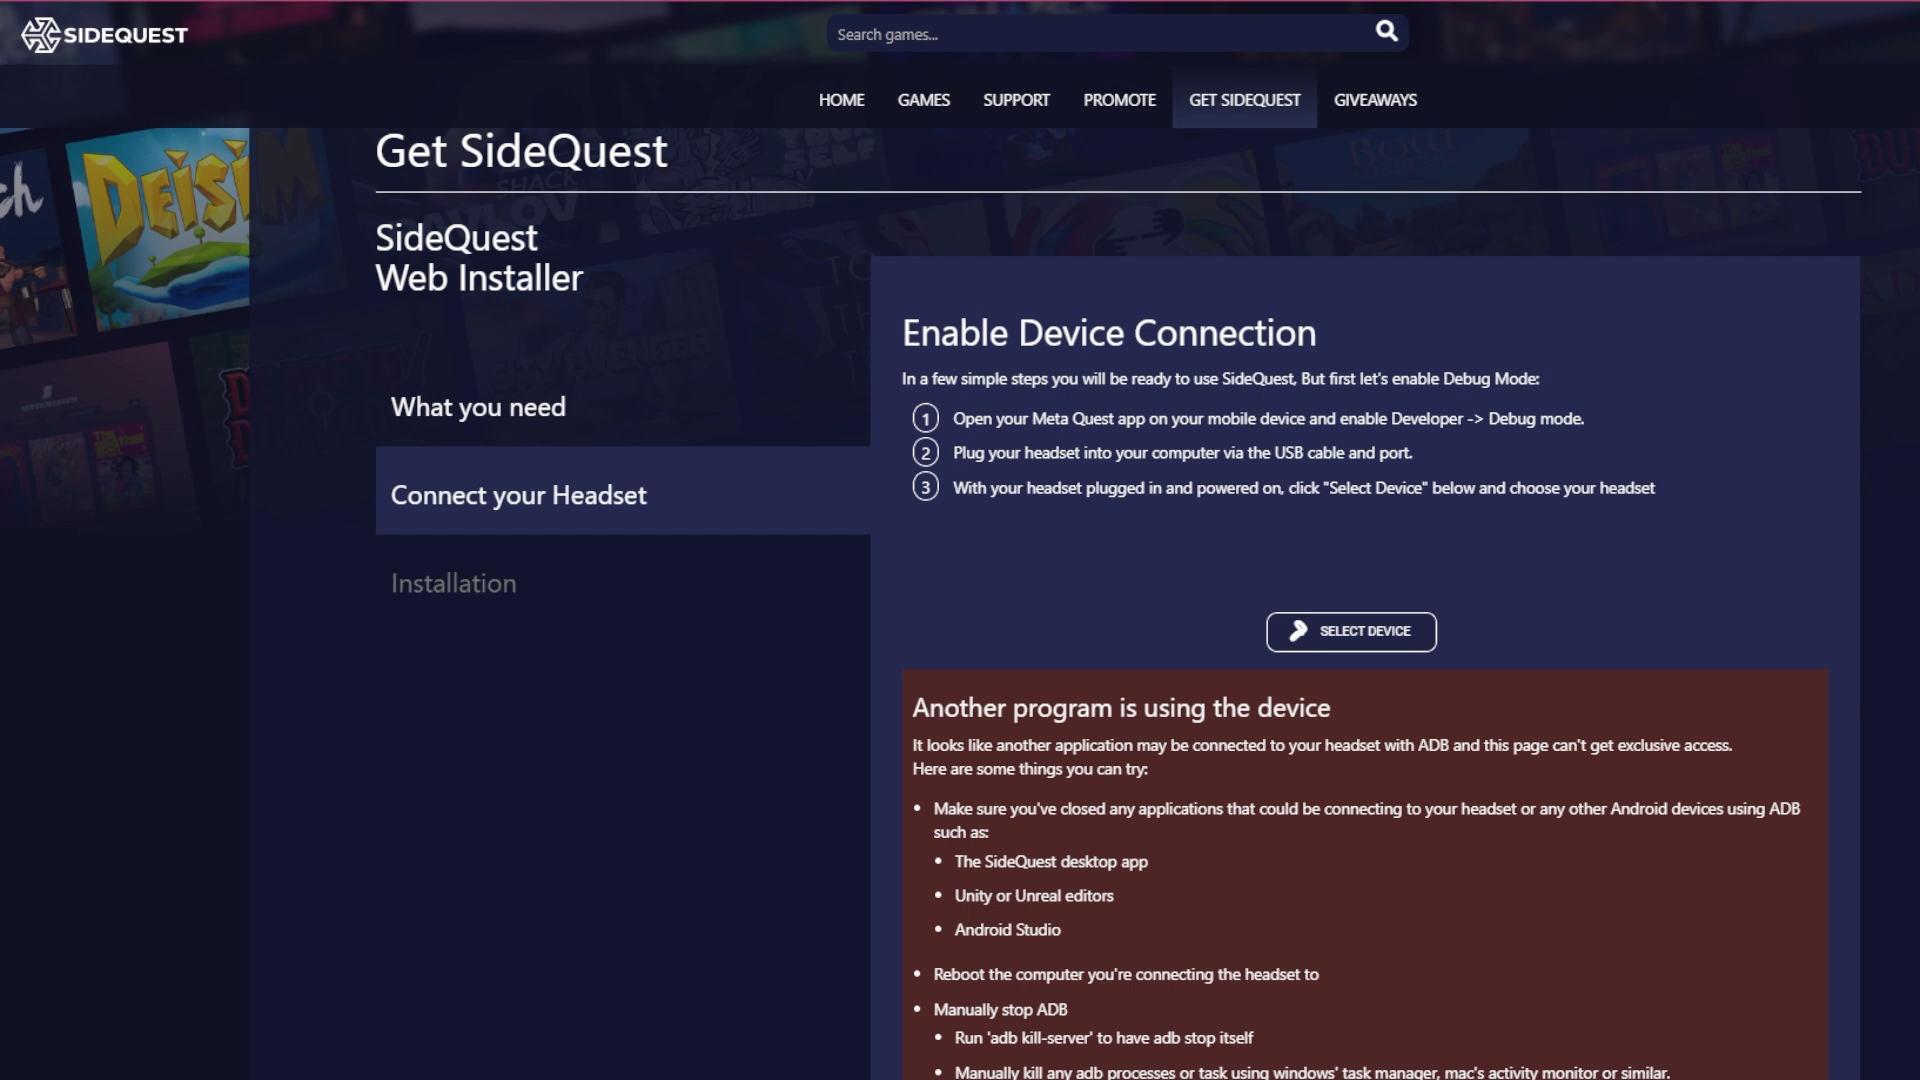 SIDEQUEST
Search games...
HOME GAMES SUPPORT PROMOTE GET SIDEQUEST GIVEAWAYS
DEISIM
Get SideQuest
SideQuest
Web Installer
What you need
Connect your Headset
Installation
Enable Device Connection
In a few simple steps you will be ready to use SideQuest, But first let's enable Debug Mode:
1 Open your Meta Quest app on your mobile device and enable Developer -> Debug mode.
2 Plug your headset into your computer via the USB cable and port.
3 With your headset plugged in and powered on, click "Select Device" below and choose your headset
SELECT DEVICE
Another program is using the device
It looks like another application may be connected to your headset with ADB and this page can't get exclusive access.
Here are some things you can try:
• Make sure you've closed any applications that could be connecting to your headset or any other Android devices using ADB
such as:
• The SideQuest desktop app
• Unity or Unreal editors
• Android Studio
• Reboot the computer you're connecting the headset to
• Manually stop ADB
• Run 'adb kill-server' to have adb stop itself
• Manually kill any adb processes or task using windows' task manager, mac's activity monitor or similar.